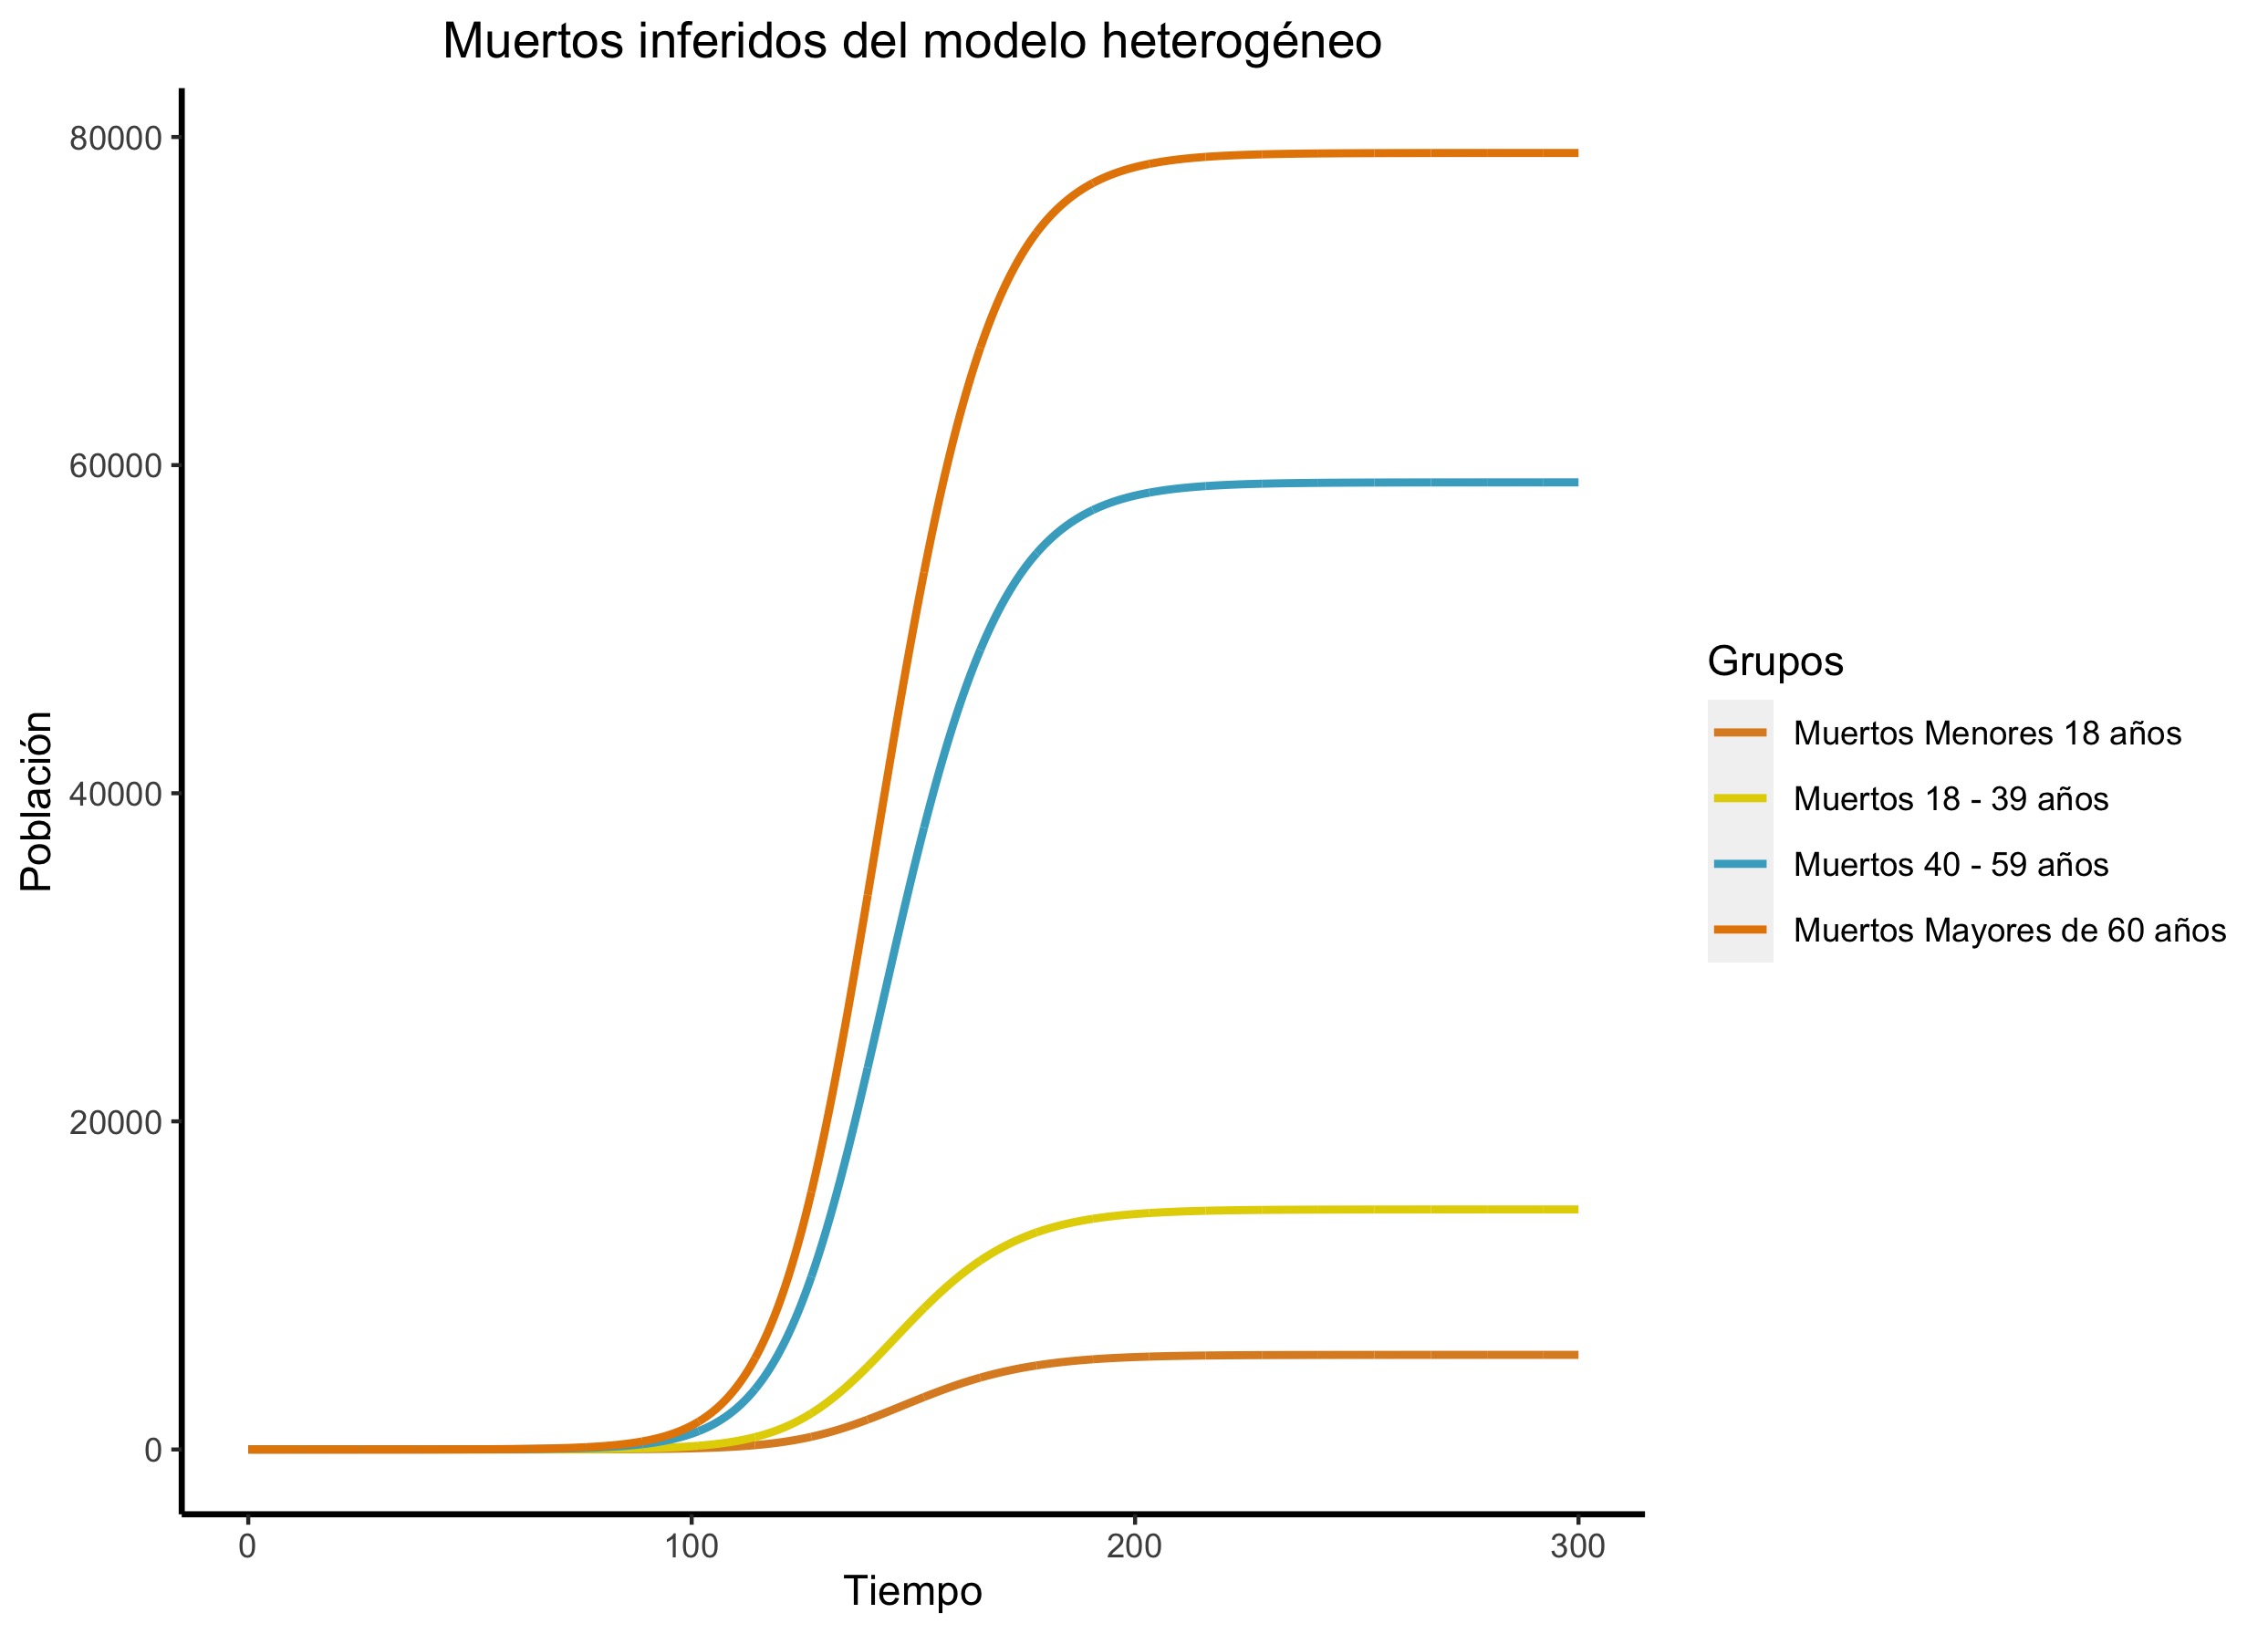 Muertos inferidos del modelo heterogéneo
Población
80000
60000
40000
20000
0
0
100
200
300
Tiempo
Grupos
Muertos Menores 18 años
Muertos 18 - 39 años
Muertos 40 - 59 años
Muertos Mayores de 60 años